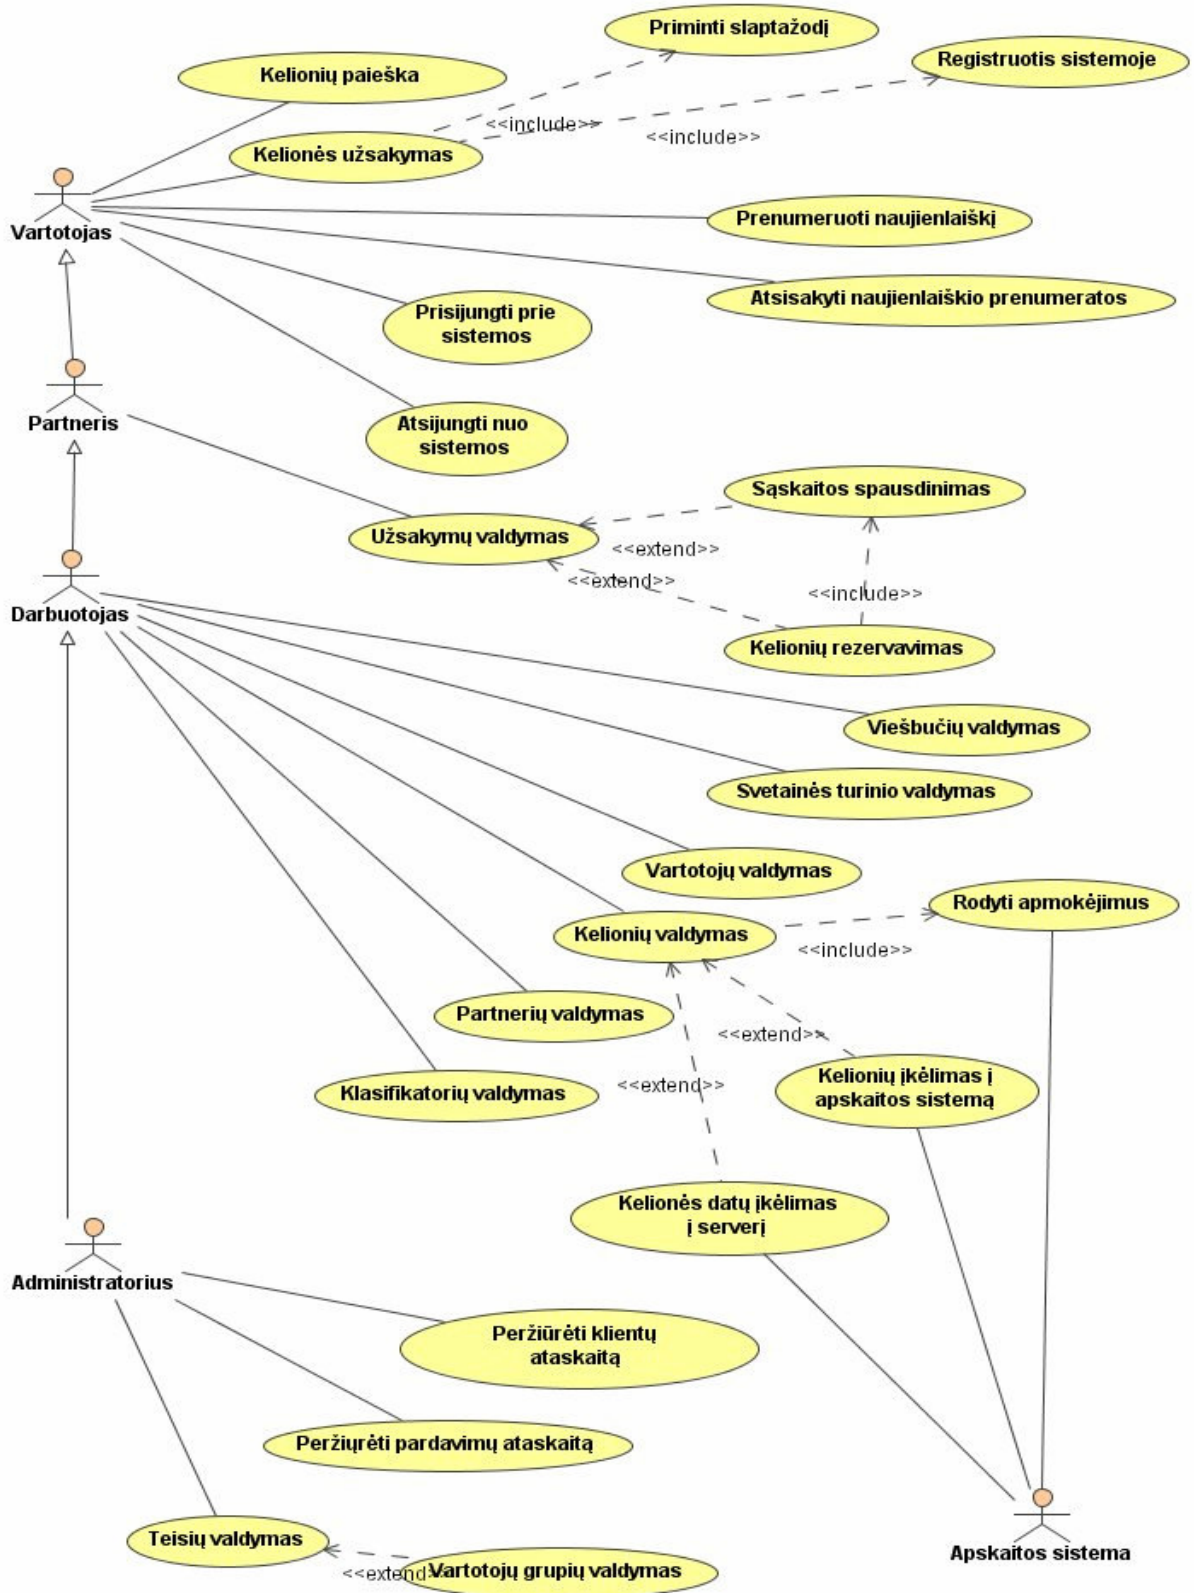 Priminti slaptažodį
Registruotis sistemoje
Kelionių paieška
<<include>>
<<include>>
Kelionės užsakymas
Vartotojas
Prenumeruoti naujienlaiškį
Atsisakyti naujienlaiškio prenumeratos
Prisijungti prie
sistemos
Partneris
Atsijungti nuo
sistemos
Sąskaitos spausdinimas
Užsakymų valdymas
<<extend>>
<<extend>>
<<include>>
Darbuotojas
Kelionių rezervavimas
Viešbučių valdymas
Svetainės turinio valdymas
Vartotojų valdymas
Rodyti apmokėjimus
Kelionių valdymas
<<include>>
Partnerių valdymas
<<extend>>
<<extend>>
Kelionių įkėlimas į
apskaitos sistemą
Klasifikatorių valdymas
Kelionės datų įkėlimas
į serverį
Administratorius
Peržiūrėti klientų
ataskaitą
Peržiųrėti pardavimų ataskaitą
Teisių valdymas
Apskaitos sistema
<<extend>>
Vartotojų grupių valdymas